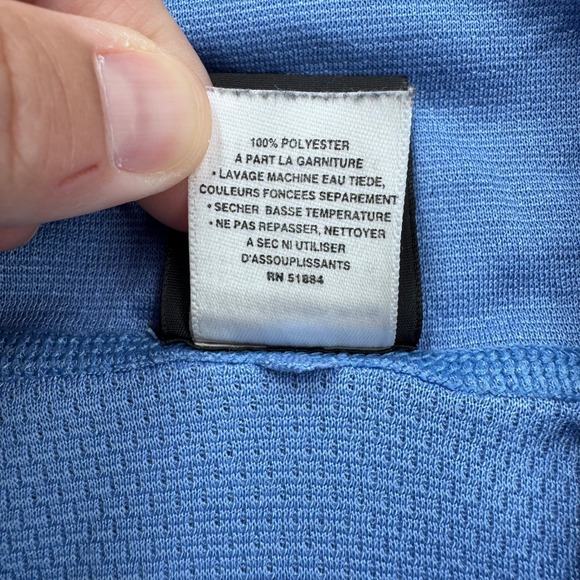 100% POLYESTER
A PART LA GARNITURE
• LAVAGE MACHINE EAU TIEDE,
COULEURS FONCEES SEPAREMENT
• SECHER BASSE TEMPERATURE
• NE PAS REPASSER, NETTOYER
A SEC NI UTILISER
D'ASSOUPLISSANTS
RN 51884